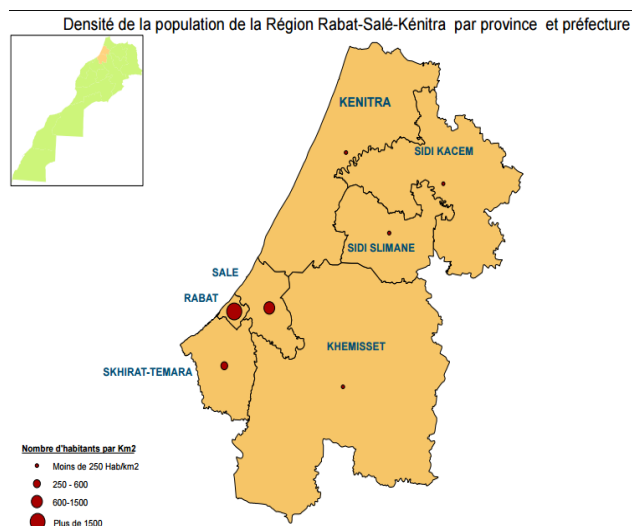 Densité de la population de la Région Rabat-Salé-Kénitra par province et préfecture
KENITRA
SIDI KACEM
SIDI SLIMANE
SALE
RABAT
KHEMISSET
SKHIRAT-TEMARA
Nombre d'habitants par Km2
Moins de 250 Hab/km2
250 - 600
600-1500
Plus de 1500